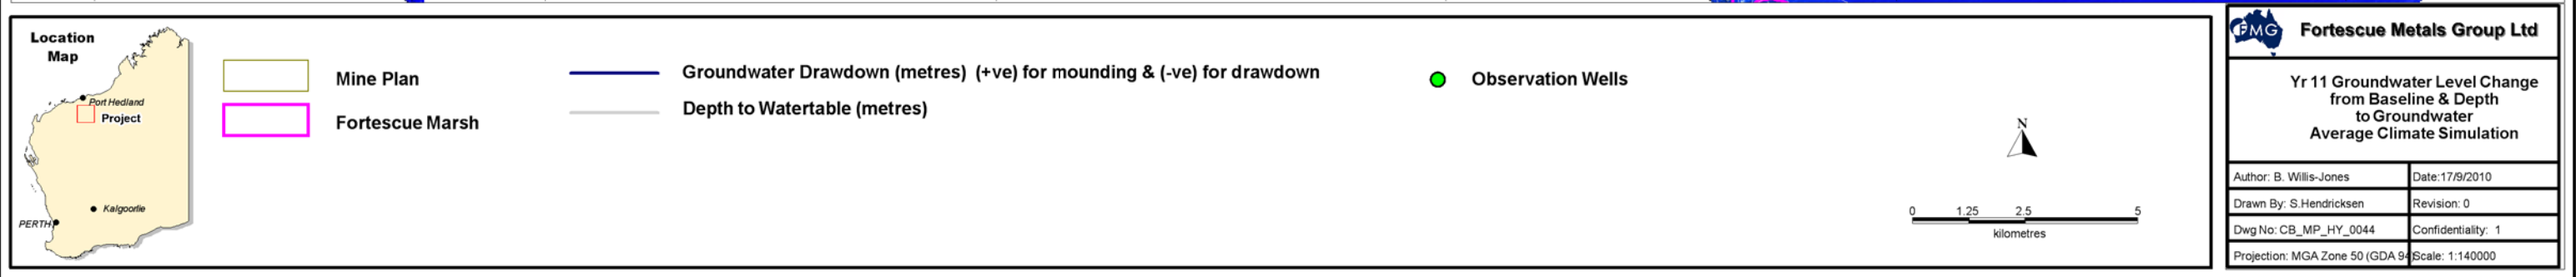 Location
Map
Port Hedland
Project
Kalgoorlie
PERTH
Mine Plan
Fortescue Marsh
Groundwater Drawdown (metres) (+ve) for mounding & (-ve) for drawdown
Depth to Watertable (metres)
Observation Wells
N
0 1.25 2.5 5
kilometres
FMG
Fortescue Metals Group Ltd
Yr 11 Groundwater Level Change
from Baseline & Depth
to Groundwater
Average Climate Simulation
Author: B. Willis-Jones
Date:17/9/2010
Drawn By: S.Hendricksen
Revision: 0
Dwg No: CB_MP_HY_0044
Confidentiality: 1
Projection: MGA Zone 50 (GDA 94
Scale: 1:140000